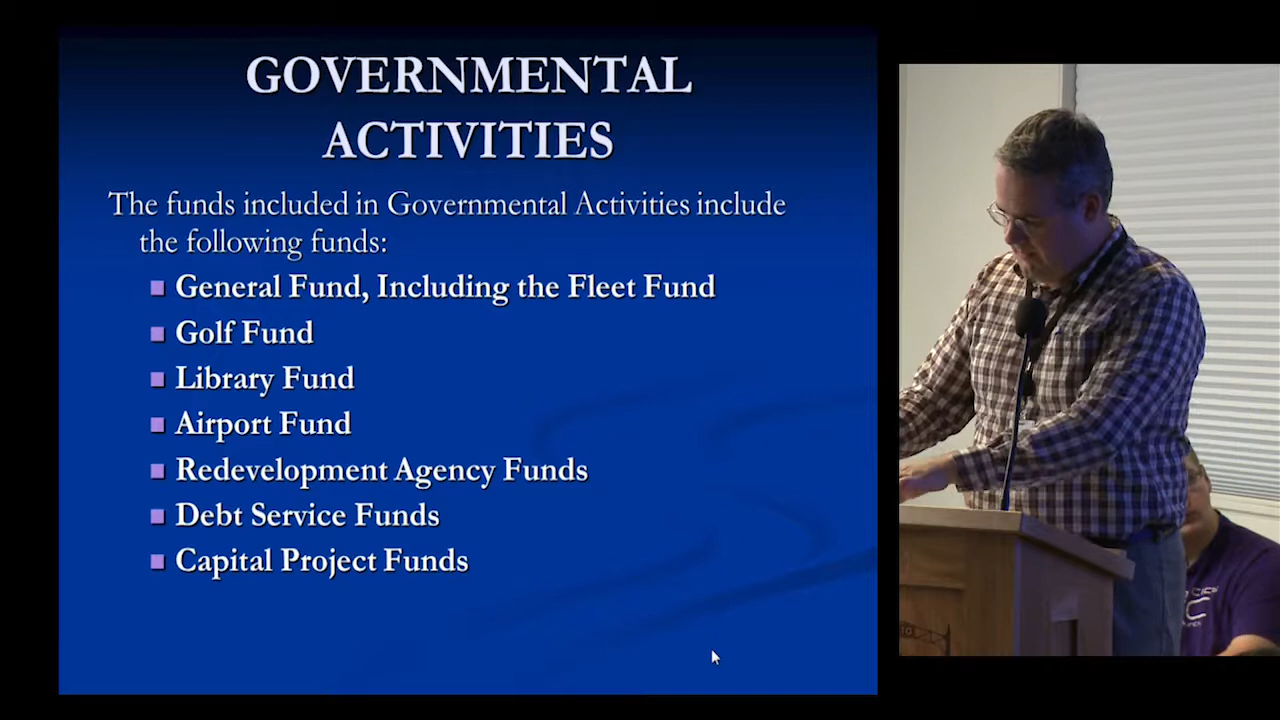 GOVERNMENTAL
ACTIVITIES
The funds included in Governmental Activities include
the following funds:
General Fund, Including the Fleet Fund
Golf Fund
Library Fund
Airport Fund
Redevelopment Agency Funds
Debt Service Funds
Capital Project Funds